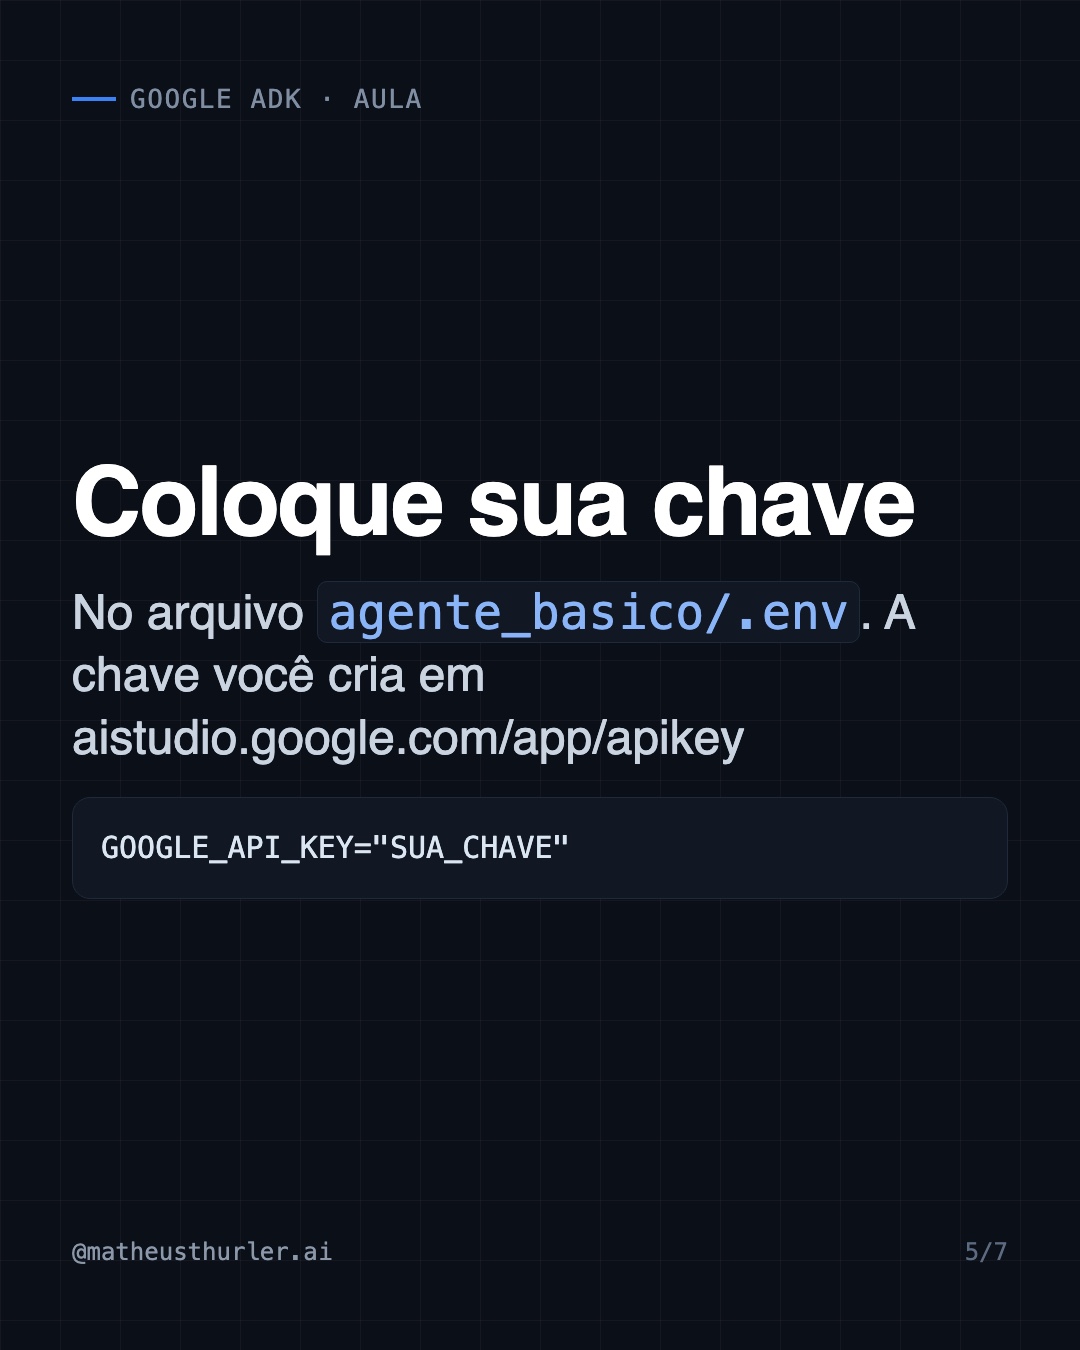 GOOGLE ADK · AULA
Coloque sua chave
No arquivo agente_basico/.env. A
chave você cria em
aistudio.google.com/app/apikey
GOOGLE_API_KEY="SUA_CHAVE"
@matheusthurler.ai
5/7